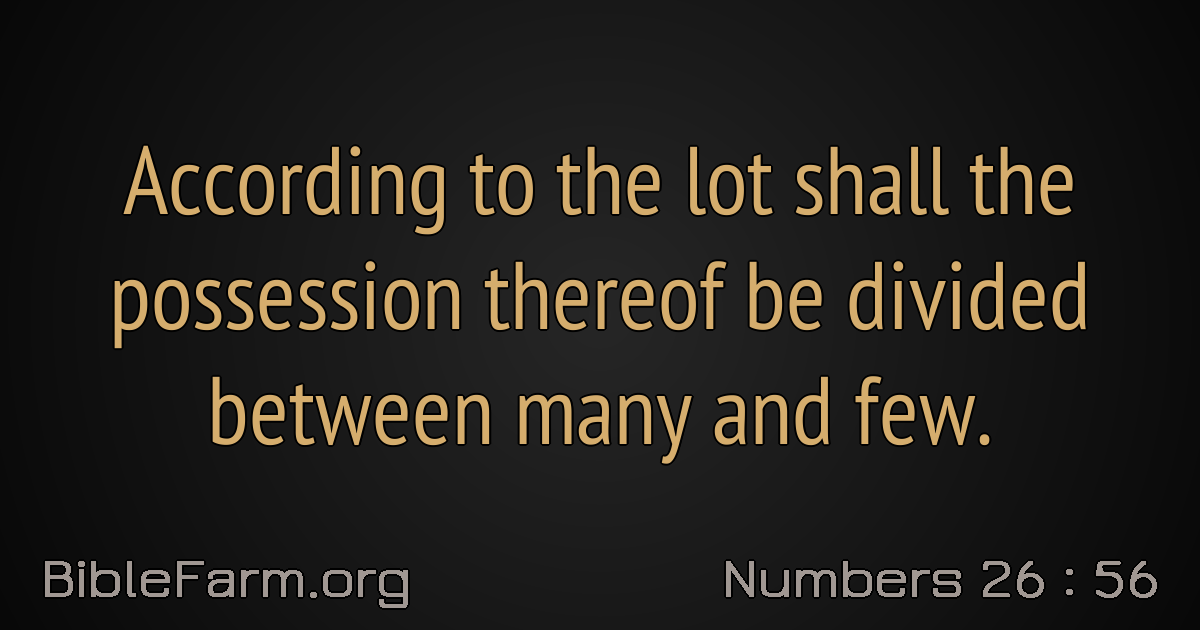 According to the lot shall the
possession thereof be divided
between many and few.
BibleFarm.org
Numbers 26 : 56